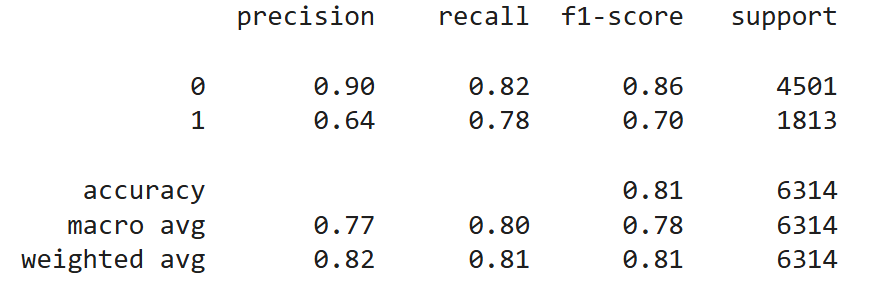 precision recall f1-score support
0 0.90 0.82 0.86 4501
1 0.64 0.78 0.70 1813
accuracy 0.81 6314
macro avg 0.77 0.80 0.78 6314
weighted avg 0.82 0.81 0.81 6314